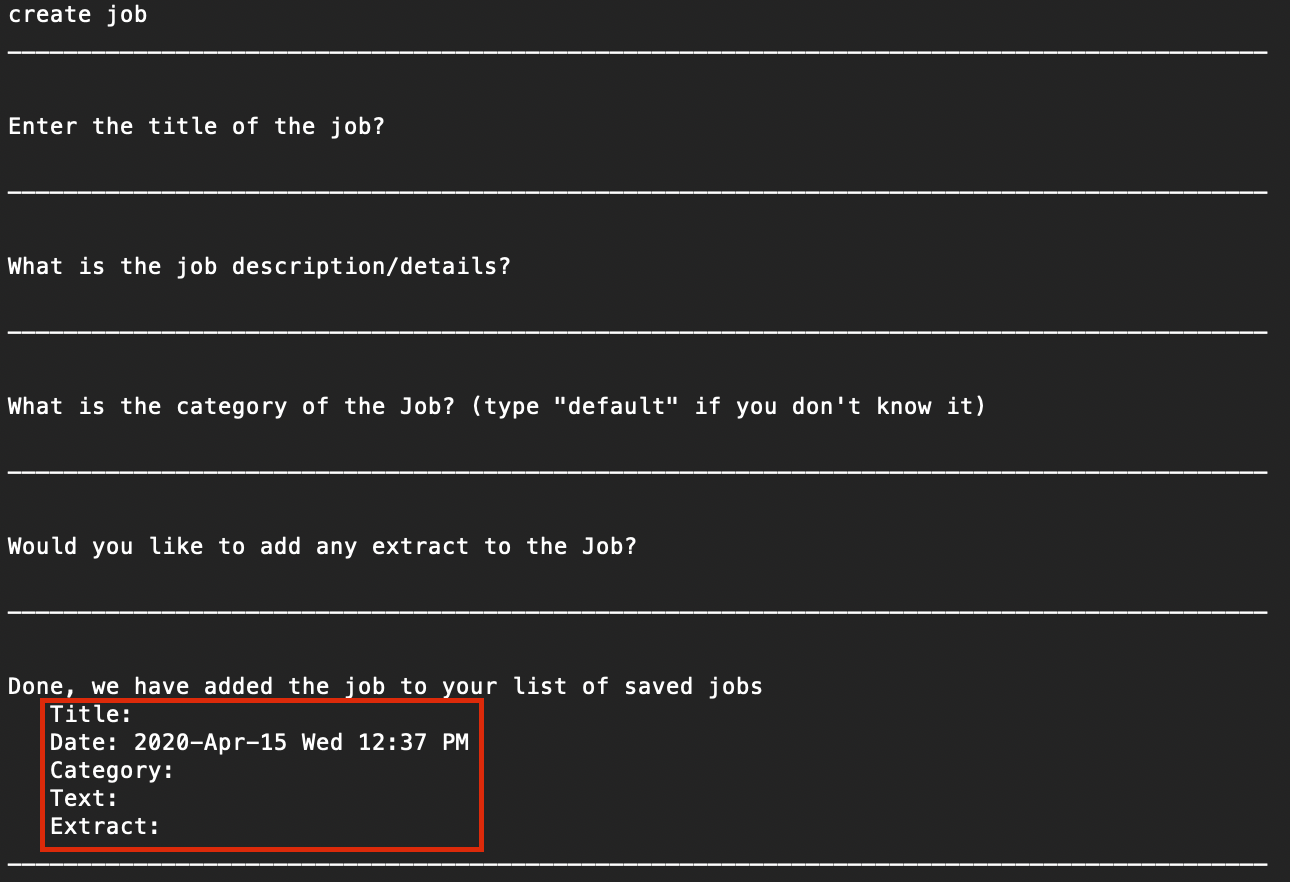 create job
Enter the title of the job?
What is the job description/details?
What is the category of the Job? (type "default" if you don't know it)
Would you like to add any extract to the Job?
Done, we have added the job to your list of saved jobs
Title:
Date: 2020-Apr-15 Wed 12:37 PM
Category:
Text:
Extract: